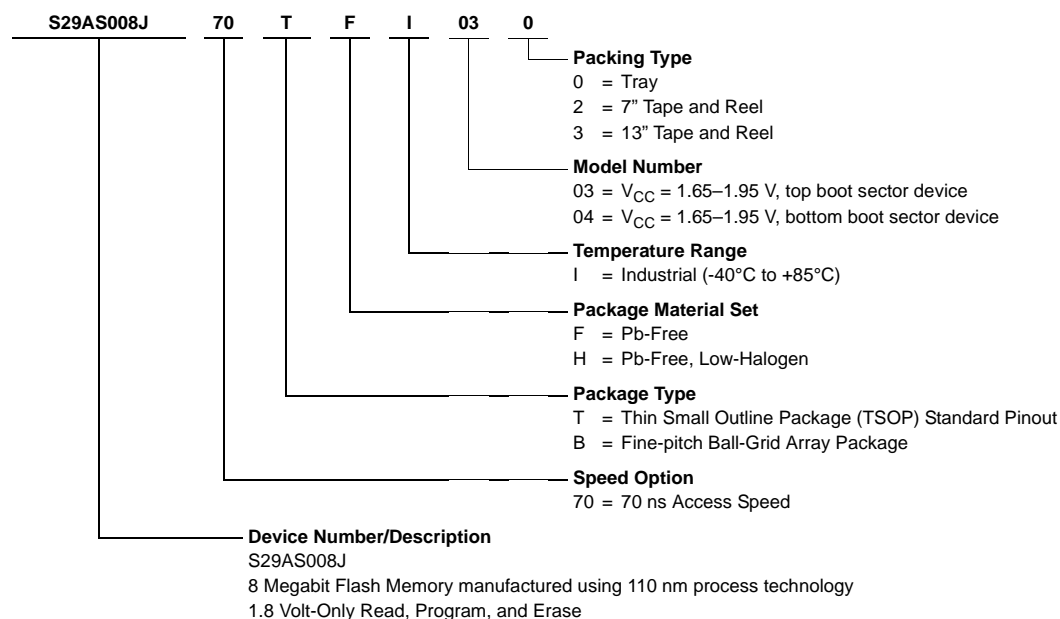 S29AS008J 70 T F I 03 0
Packing Type
0 = Tray
2 = 7” Tape and Reel
3 = 13” Tape and Reel
Model Number
03 = VCC = 1.65–1.95 V, top boot sector device
04 = VCC = 1.65–1.95 V, bottom boot sector device
Temperature Range
I = Industrial (-40°C to +85°C)
Package Material Set
F = Pb-Free
H = Pb-Free, Low-Halogen
Package Type
T = Thin Small Outline Package (TSOP) Standard Pinout
B = Fine-pitch Ball-Grid Array Package
Speed Option
70 = 70 ns Access Speed
Device Number/Description
S29AS008J
8 Megabit Flash Memory manufactured using 110 nm process technology
1.8 Volt-Only Read, Program, and Erase